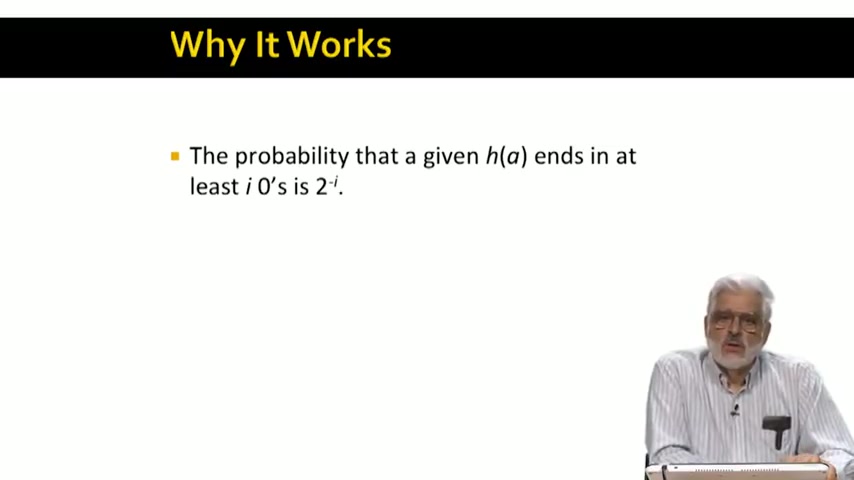 Why It Works
The probability that a given h(a) ends in at
least i 0's is 2⁻ⁱ.